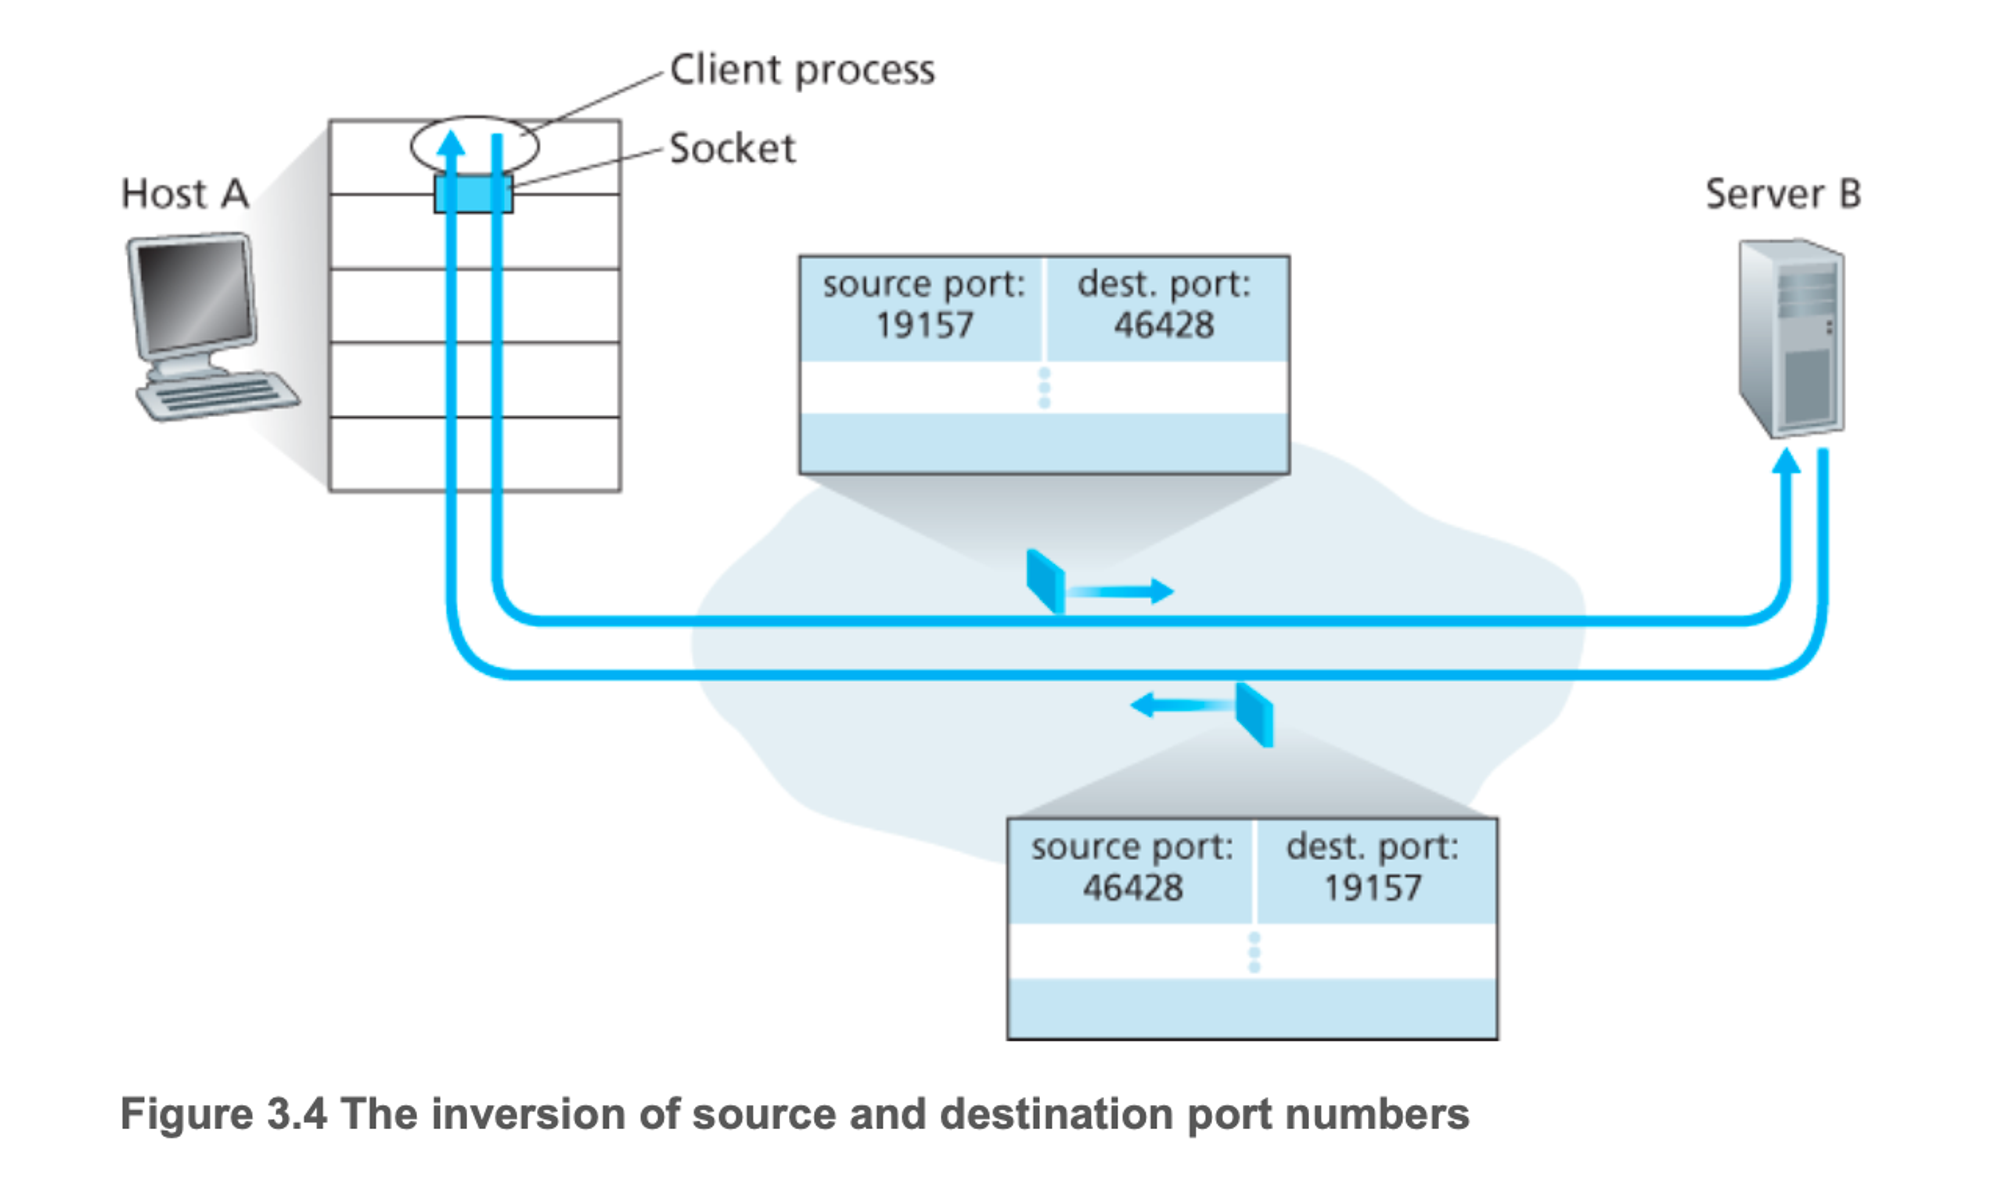 Client process
Socket
Host A
Server B
source port:
19157
dest. port:
46428
source port:
46428
dest. port:
19157
Figure 3.4 The inversion of source and destination port numbers